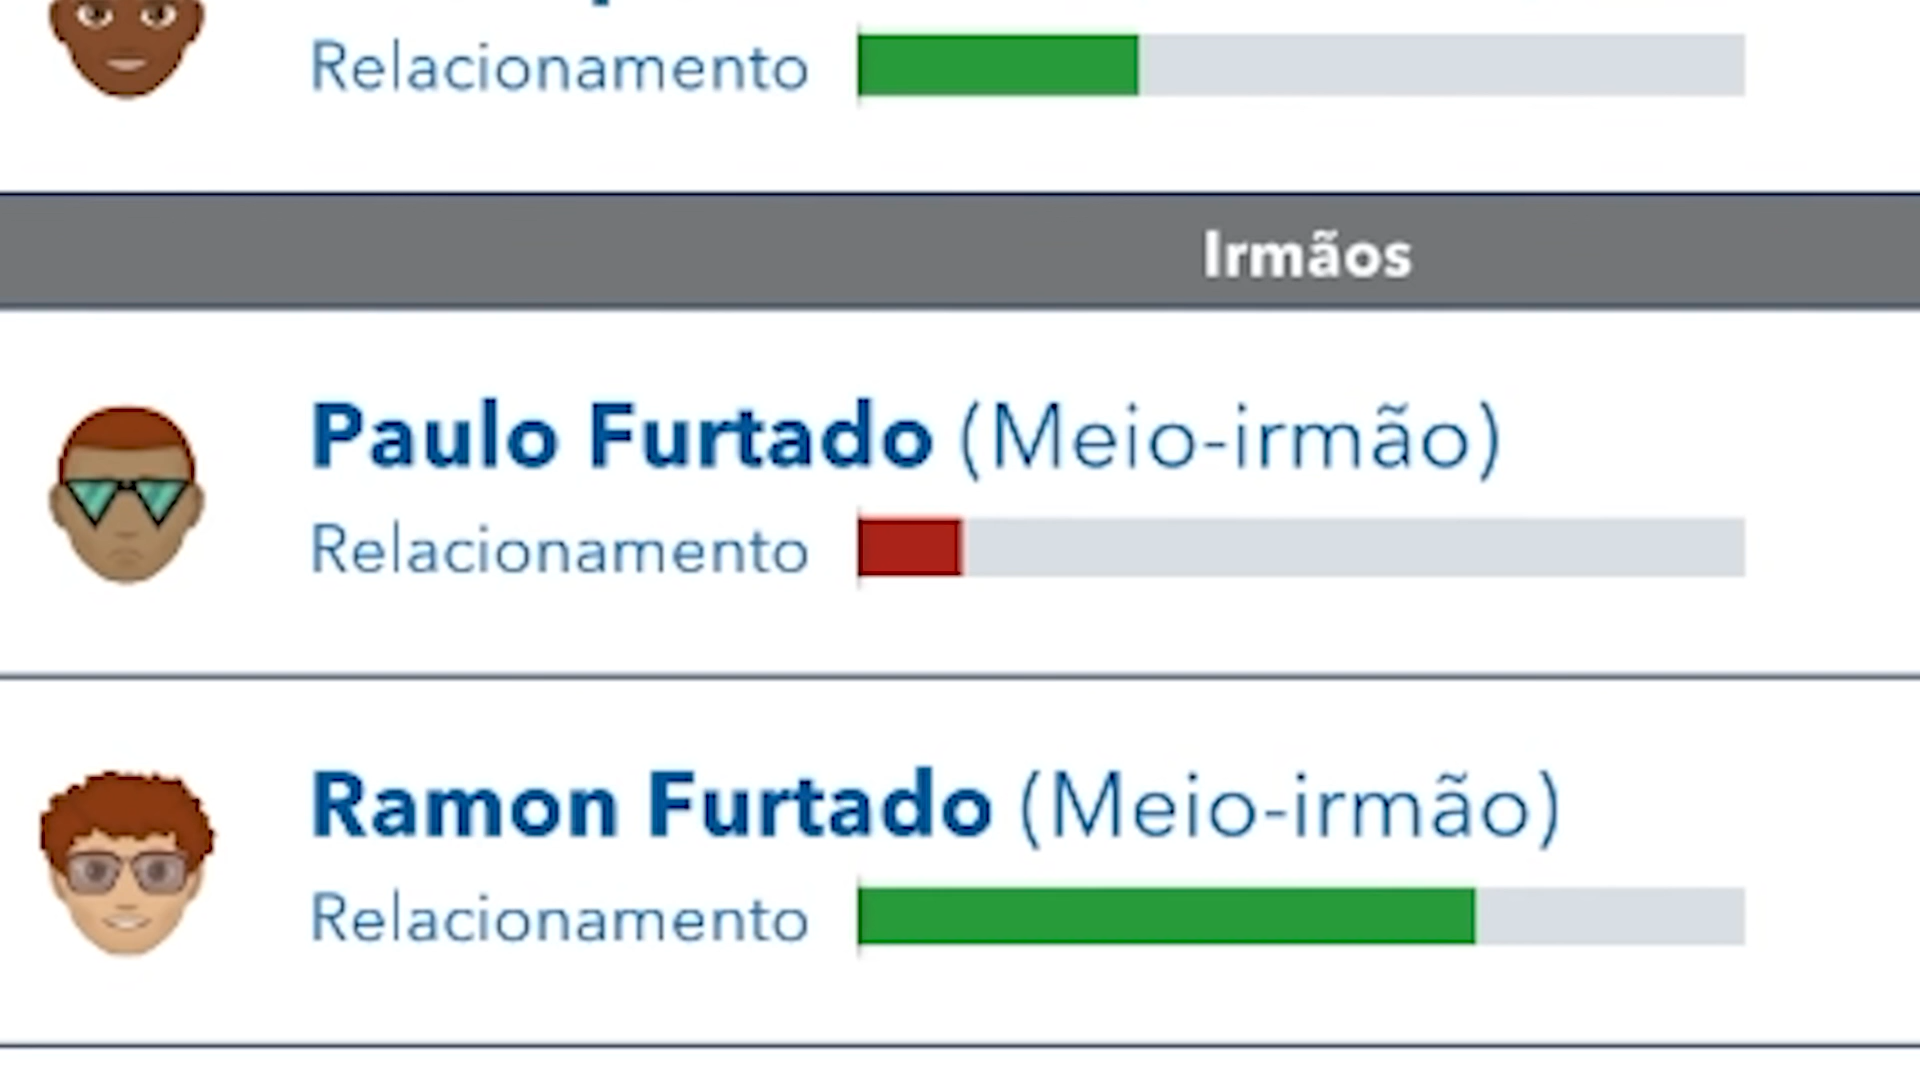 Relacionamento
Irmãos
Paulo Furtado (Meio-irmão)
Relacionamento
Ramon Furtado (Meio-irmão)
Relacionamento